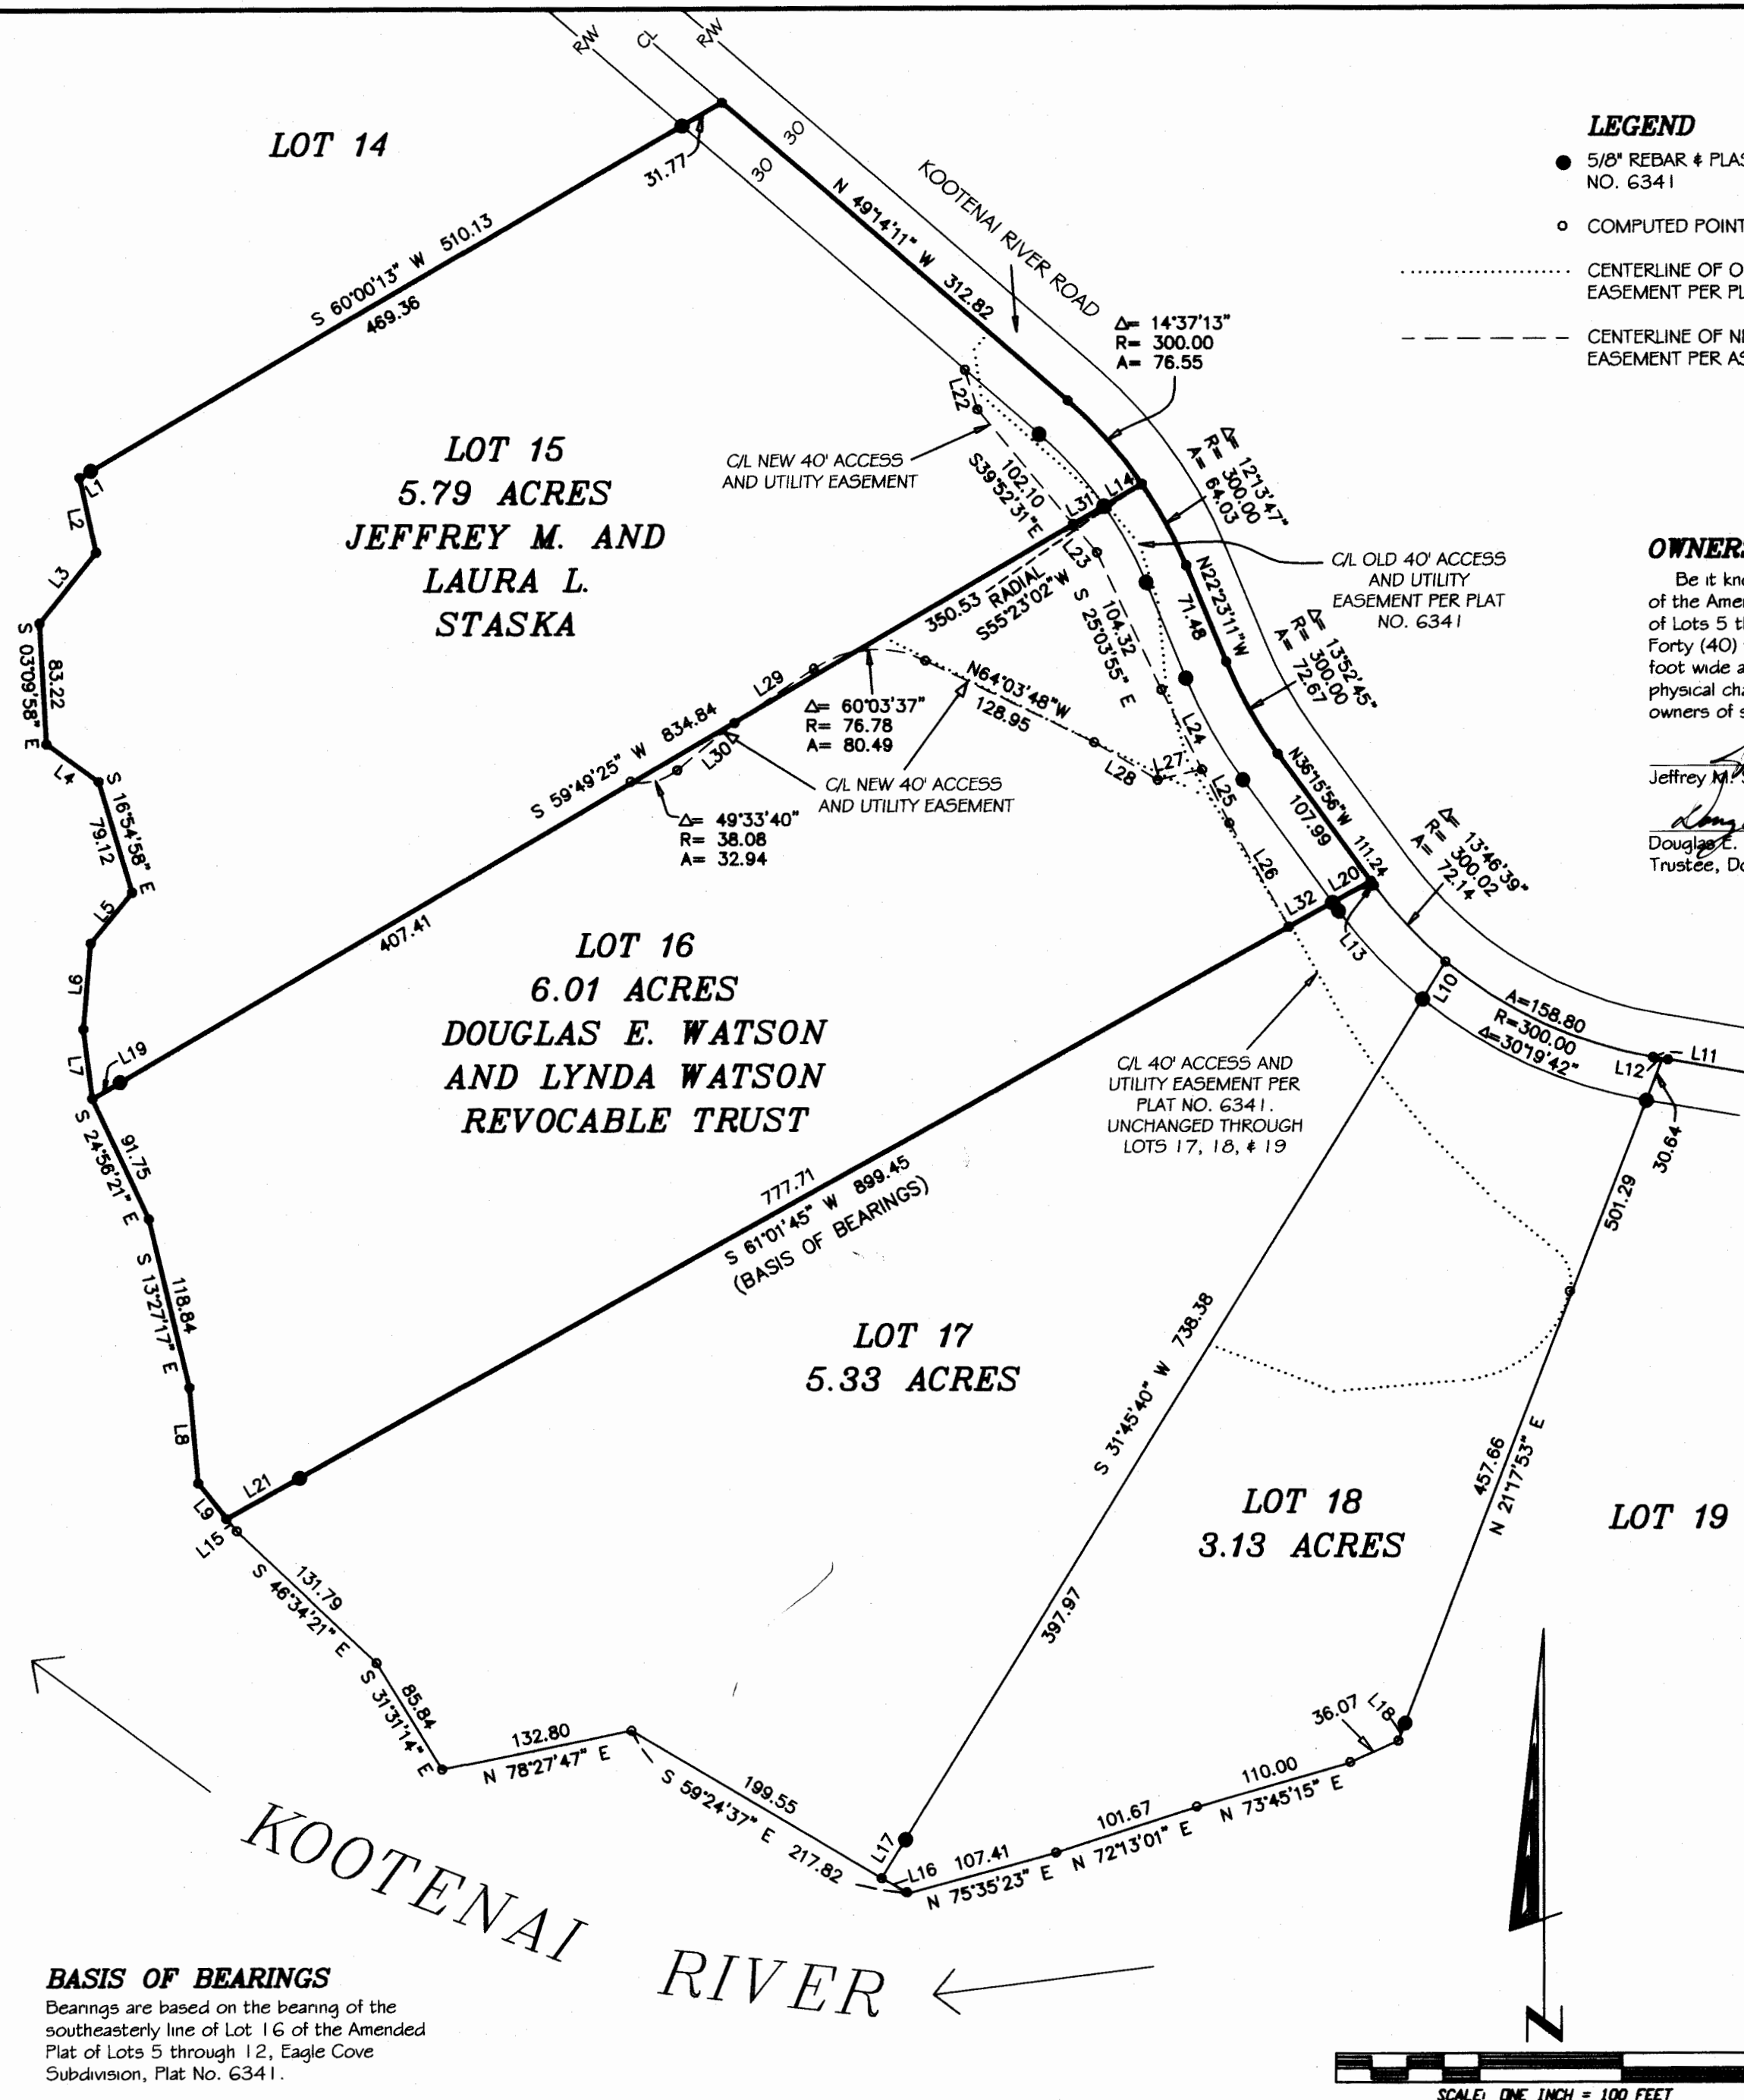 R/W
CL
R/W
LOT 14
31.77
30
30
KOOTENAI RIVER ROAD
N 49°14'11" W 312.82
S 60°00'13" W 510.13
469.36
LEGEND
5/8" REBAR &
NO. 6341
COMPUTED POINT
CENTERLINE OF
EASEMENT PER
CENTERLINE OF
EASEMENT PER
Δ= 14°37'13"
R= 300.00
A= 76.55
Δ= 12°13'47"
R= 300.00
A= 64.03
L22
C/L NEW 40' ACCESS
AND UTILITY EASEMENT
102.10
S39°52'31"E
L31
L14
L23
LOT 15
5.79 ACRES
JEFFREY M. AND
LAURA L.
STASKA
L1
L2
L3
S 03°09'58" E
83.22
L4
S 16°54'58" E
79.12
L5
L6
L7
L19
C/L OLD 40' ACCESS
AND UTILITY
EASEMENT PER PLAT
NO. 6341
N22°23'11"W
71.48
Δ= 13°52'45"
R= 300.00
A= 72.67
350.53
RADIAL
S55°23'02"W
104.32
S 25°03'55" E
L29
N64°03'48"W
128.95
Δ= 60°03'37"
R= 76.78
A= 80.49
L24
L27
L28
L25
L26
S 59°49'25" W 834.84
L30
C/L NEW 40' ACCESS
AND UTILITY EASEMENT
Δ= 49°33'40"
R= 38.08
A= 32.94
N36°15'56"W
107.99
111.24
L20
L32
L13
Δ= 13°46'39"
R= 300.02
A= 72.14
OWNER
Be it
of the
of Lots 5
Forty (40)
foot wide
physical
owners of
Jeffrey M.
Douglas E.
Trustee,
407.41
LOT 16
6.01 ACRES
DOUGLAS E. WATSON
AND LYNDA WATSON
REVOCABLE TRUST
L10
A=158.80
R=300.00
Δ=30°19'42"
L11
L12
30.64
C/L 40' ACCESS AND
UTILITY EASEMENT PER
PLAT NO. 6341.
UNCHANGED THROUGH
LOTS 17, 18, & 19
91.75
S 24°56'21" E
118.84
S 13°27'17" E
L8
L9
L15
L21
777.71
S 61°01'45" W 899.45
(BASIS OF BEARINGS)
501.29
LOT 17
5.33 ACRES
S 31°45'40" W 738.38
397.97
457.66
N 21°17'53" E
LOT 18
3.13 ACRES
LOT 19
131.79
S 46°34'21" E
85.84
S 31°31'14" E
132.80
N 78°27'47" E
199.55
S 59°24'37" E 217.82
L17
L16
107.41
N 75°35'23" E
101.67
N 72°13'01" E
110.00
N 73°45'15" E
36.07
L18
KOOTENAI RIVER
N
BASIS OF BEARINGS
Bearings are based on the bearing of the
southeasterly line of Lot 16 of the Amended
Plat of Lots 5 through 12, Eagle Cove
Subdivision, Plat No. 6341.
SCALE: ONE INCH = 100 FEET